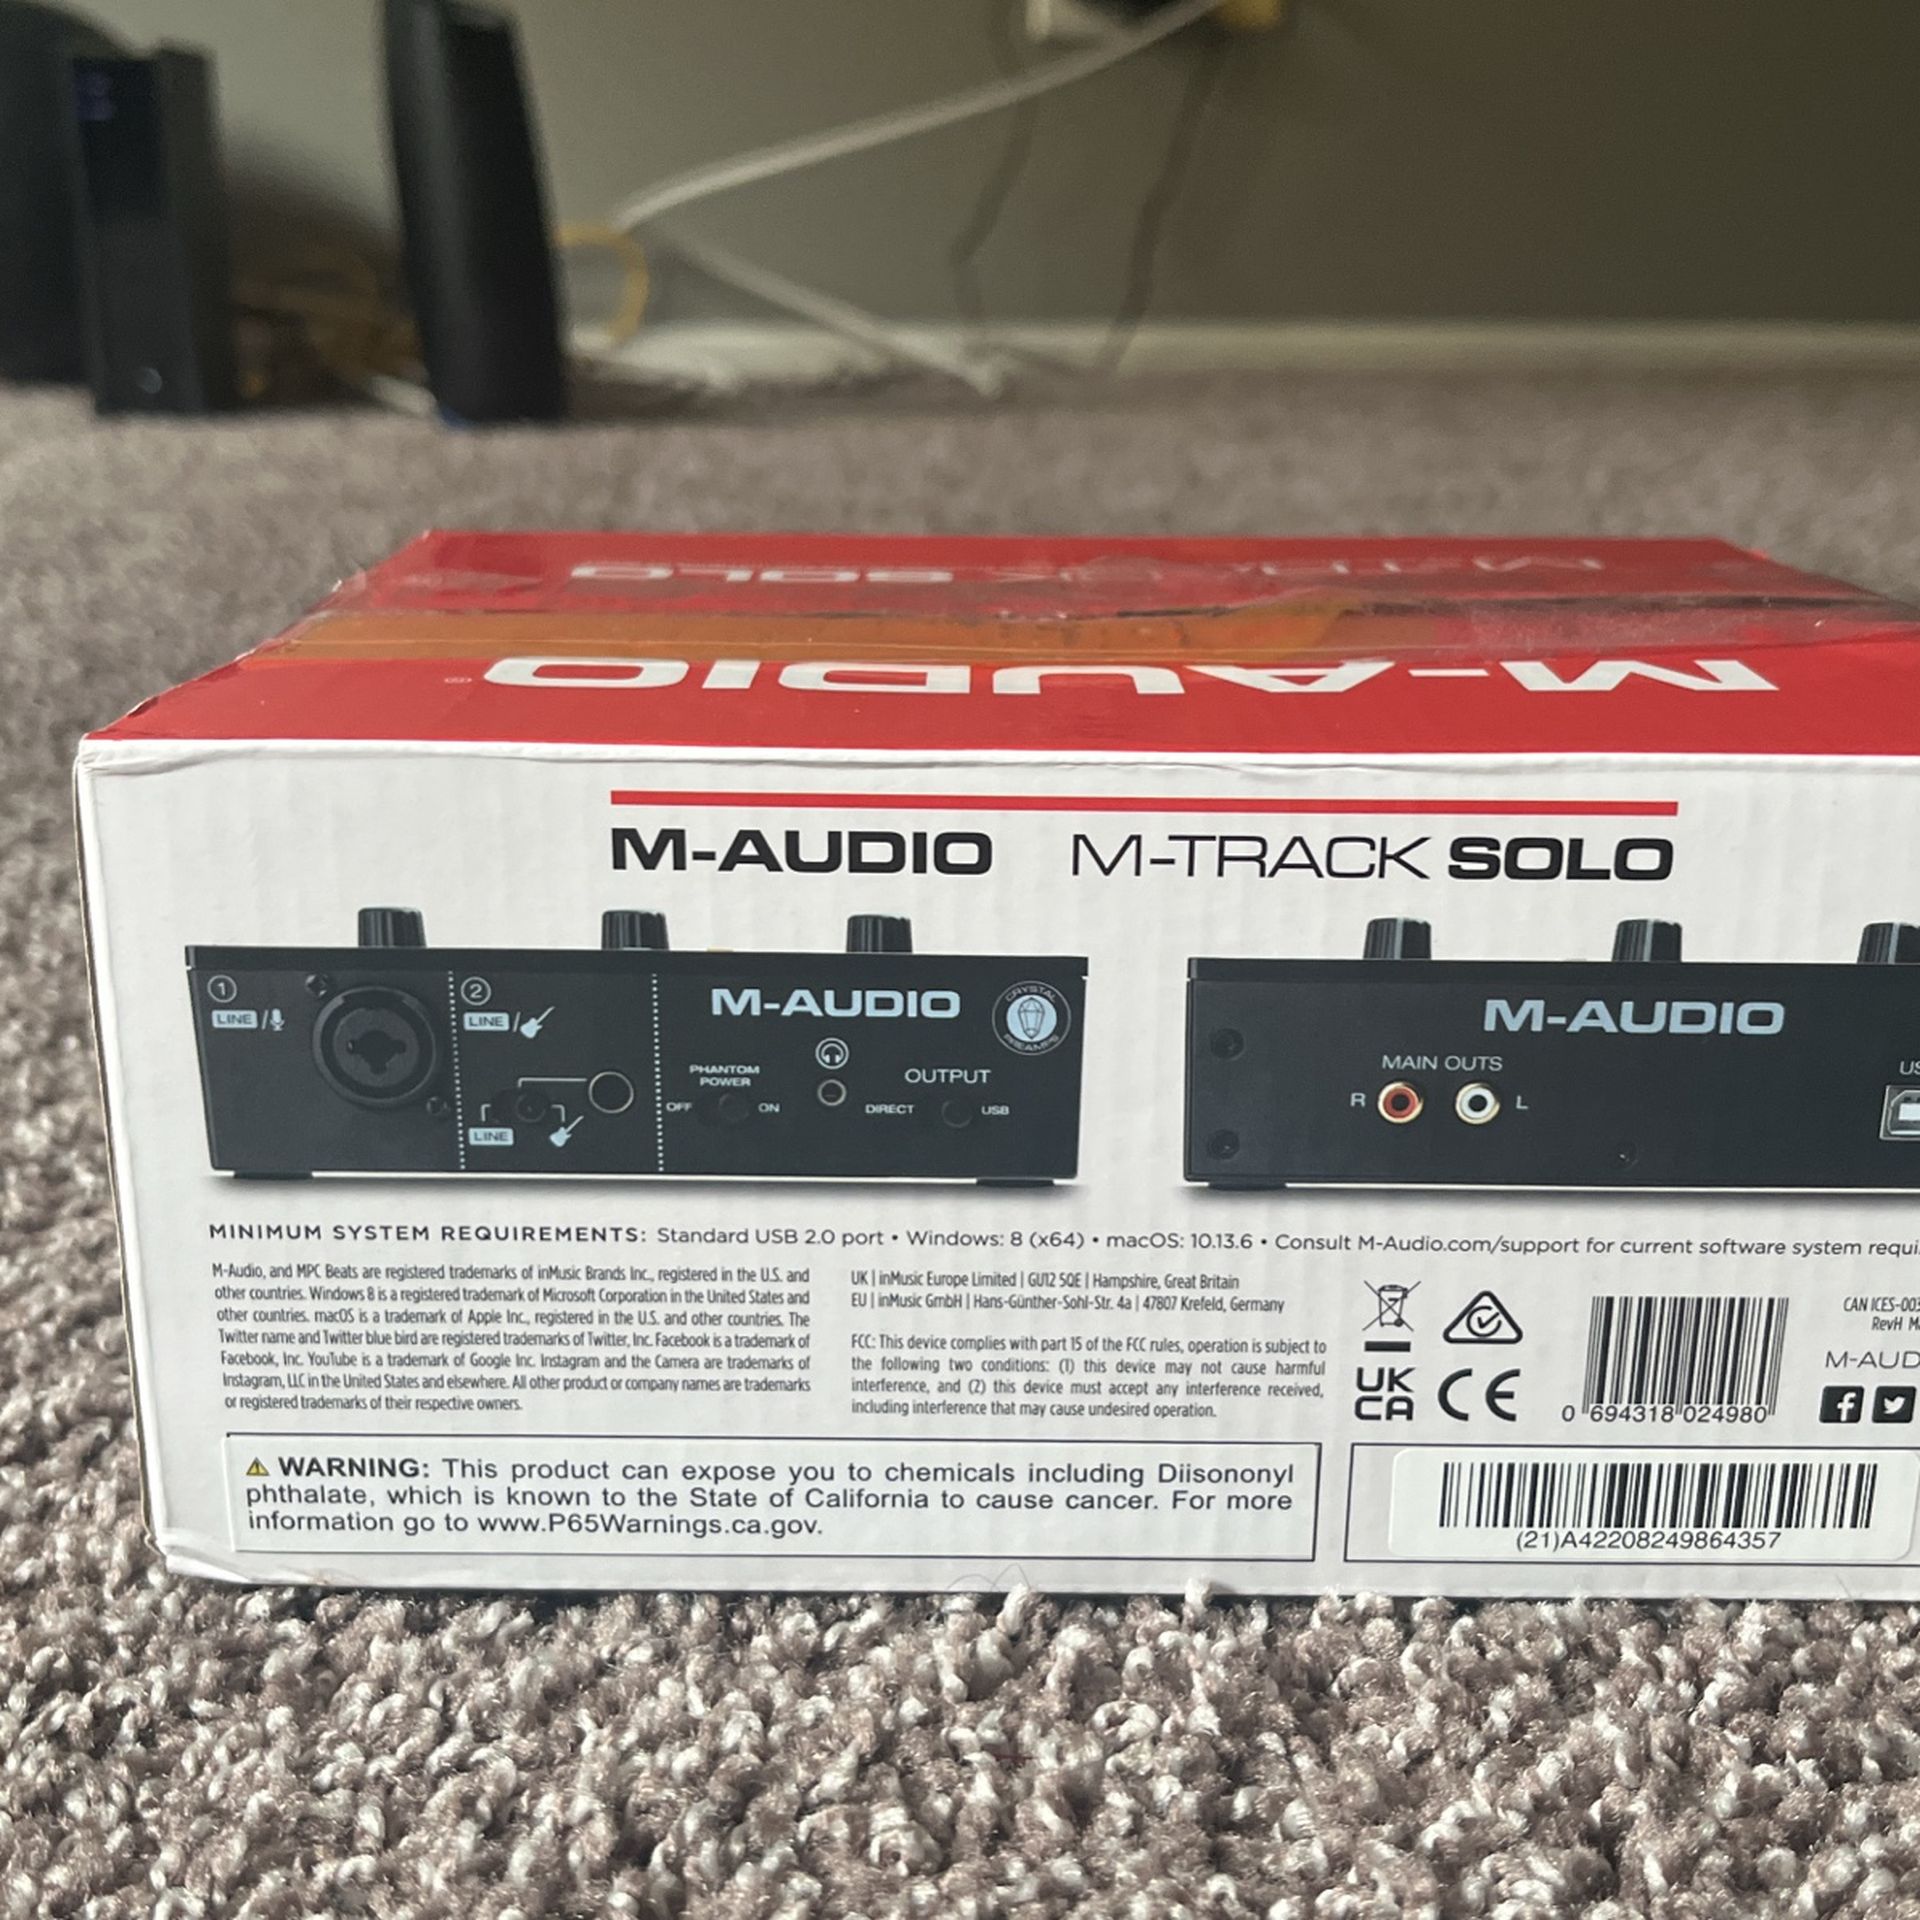 M-TRACK SOLO
M-AUDIO®
M-AUDIO M-TRACK SOLO
1
LINE/
2
LINE/
LINE
M-AUDIO
CRYSTAL
PREAMPS
PHANTOM
POWER
OFF ON
OUTPUT
DIRECT USB
M-AUDIO
MAIN OUTS
R L
US
MINIMUM SYSTEM REQUIREMENTS: Standard USB 2.0 port • Windows: 8 (x64) • macOS: 10.13.6 • Consult M-Audio.com/support for current software system requi
M-Audio, and MPC Beats are registered trademarks of inMusic Brands Inc., registered in the U.S. and
other countries. Windows 8 is a registered trademark of Microsoft Corporation in the United States and
other countries. macOS is a trademark of Apple Inc., registered in the U.S. and other countries. The
Twitter name and Twitter blue bird are registered trademarks of Twitter, Inc. Facebook is a trademark of
Facebook, Inc. YouTube is a trademark of Google Inc. Instagram and the Camera are trademarks of
Instagram, LLC in the United States and elsewhere. All other product or company names are trademarks
or registered trademarks of their respective owners.
UK | inMusic Europe Limited | GU12 5QE | Hampshire, Great Britain
EU | inMusic GmbH | Hans-Günther-Sohl-Str. 4a | 47807 Krefeld, Germany
FCC: This device complies with part 15 of the FCC rules, operation is subject to
the following two conditions: (1) this device may not cause harmful
interference, and (2) this device must accept any interference received,
including interference that may cause undesired operation.
UK
CA
CE
0 694318 024980
CAN ICES-003
RevH M
M-AUD
WARNING: This product can expose you to chemicals including Diisononyl
phthalate, which is known to the State of California to cause cancer. For more
information go to www.P65Warnings.ca.gov.
(21)A42208249864357